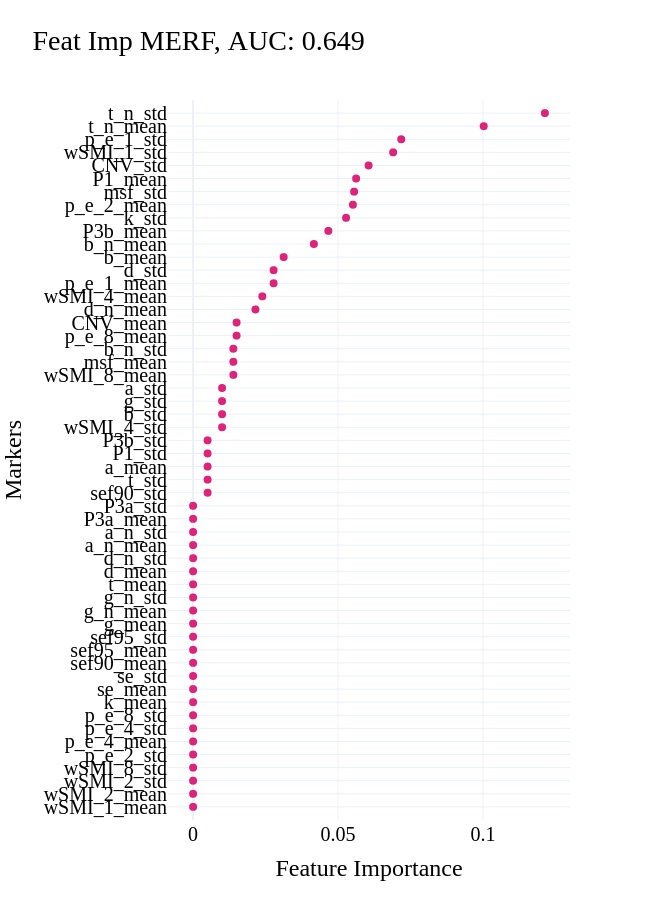 Feat Imp MERF, AUC: 0.649
t_n_std
t_n_mean
p_e_1_std
wSMI_1_std
CNV_std
P1_mean
msf_std
p_e_2_mean
k_std
P3b_mean
b_n_mean
b_mean
d_std
p_e_1_mean
wSMI_4_mean
d_n_mean
CNV_mean
p_e_8_mean
b_n_std
msf_mean
wSMI_8_mean
a_std
g_std
b_std
wSMI_4_std
P3b_std
P1_std
a_mean
t_std
sef90_std
P3a_std
P3a_mean
a_n_std
a_n_mean
d_n_std
d_mean
t_mean
g_n_std
g_n_mean
g_mean
sef95_std
sef95_mean
sef90_mean
se_std
se_mean
k_mean
p_e_8_std
p_e_4_std
p_e_4_mean
p_e_2_std
wSMI_8_std
wSMI_2_std
wSMI_2_mean
wSMI_1_mean
Markers
0 0.05 0.1
Feature Importance